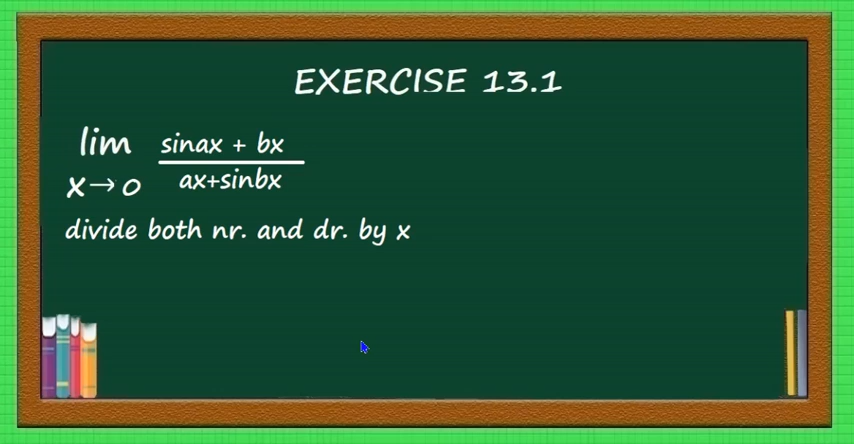 EXERCISE 13.1
lim sinax + bx
x→0 ax+sinbx
divide both nr. and dr. by x